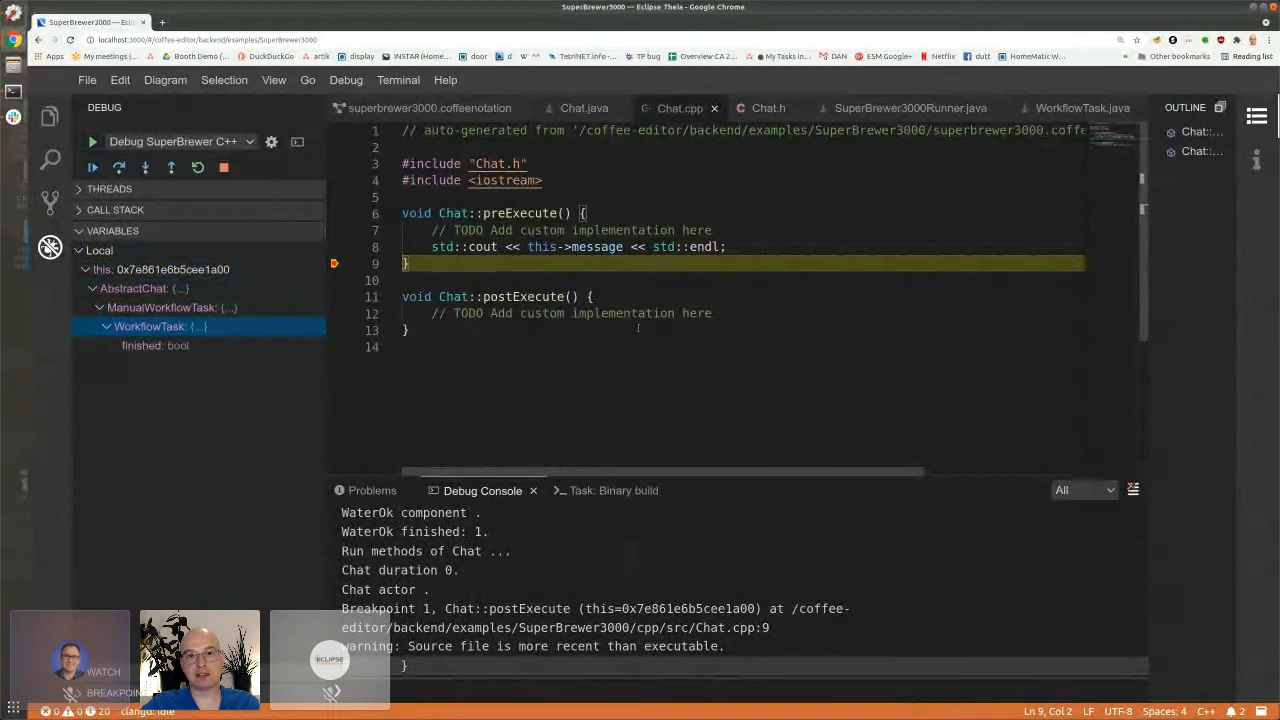 SuperBrewer3000 — Eclipse Theia - Google Chrome
SuperBrewer3000 — Ecli
localhost:3000/#/coffee-editor/backend/examples/SuperBrewer3000
Apps My meetings |... Booth Demo (... DuckDuckGo artik display INSTAR (Home... door d w ^^ TetriNET.info -... TP bug Overview CA 2... My Tasks in... DAN ESM Google+ Netflix dutt HomeMatic W... Other bookmarks Reading list
File Edit Diagram Selection View Go Debug Terminal Help
DEBUG
superbrewer3000.coffeenotation Chat.java Chat.cpp Chat.h SuperBrewer3000Runner.java WorkflowTask.java
OUTLINE
Chat::...
Chat::...
Debug SuperBrewer C++
THREADS
CALL STACK
VARIABLES
Local
this: 0x7e861e6b5cee1a00
AbstractChat: {...}
ManualWorkflowTask: {...}
WorkflowTask: {...}
finished: bool
1 // auto-generated from '/coffee-editor/backend/examples/SuperBrewer3000/superbrewer3000.coffe
2
3 #include "Chat.h"
4 #include <iostream>
5
6 void Chat::preExecute() {
7 // TODO Add custom implementation here
8 std::cout << this->message << std::endl;
9 }
10
11 void Chat::postExecute() {
12 // TODO Add custom implementation here
13 }
14
Problems Debug Console Task: Binary build
All
WaterOk component .
WaterOk finished: 1.
Run methods of Chat ...
Chat duration 0.
Chat actor .
Breakpoint 1, Chat::postExecute (this=0x7e861e6b5cee1a00) at /coffee-
editor/backend/examples/SuperBrewer3000/cpp/src/Chat.cpp:9
warning: Source file is more recent than executable.
}
WATCH
BREAKPOINT
ECLIPSE
FOUNDATION
0 0 20 clangd: idle
Ln 9, Col 2 LF UTF-8 Spaces: 4 C++ 2